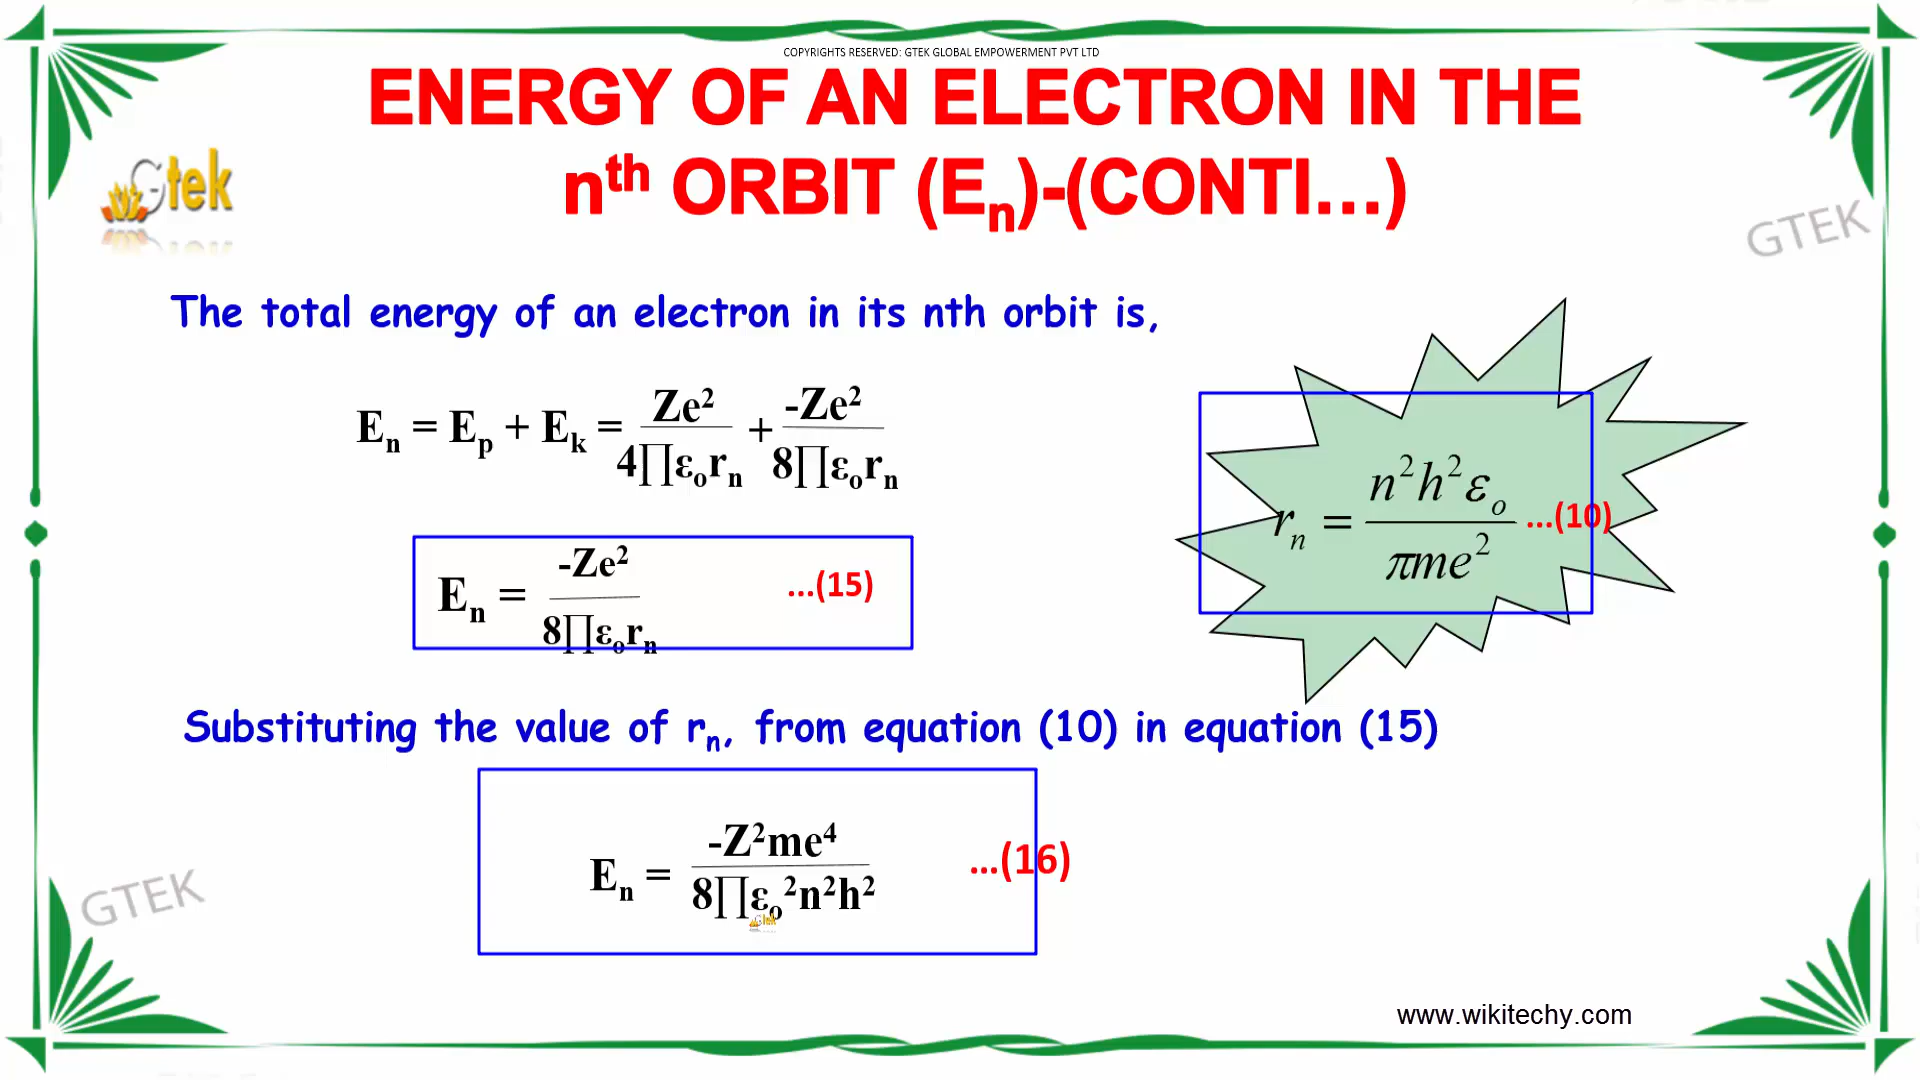 COPYRIGHTS RESERVED: GTEK GLOBAL EMPOWERMENT PVT LTD
ENERGY OF AN ELECTRON IN THE
nᵗʰ ORBIT (Eₙ)-(CONTI...)
Gtek
GTEK
The total energy of an electron in its nth orbit is,
Eₙ = Eₚ + Eₖ = Ze²/4∏εₒrₙ + -Ze²/8∏εₒrₙ
rₙ = n²h²εₒ/πme² ...(10)
Eₙ = -Ze²/8∏εₒrₙ ...(15)
Substituting the value of rₙ, from equation (10) in equation (15)
Eₙ = -Z²me⁴/8∏εₒ²n²h² ...(16)
GTEK
Gtek
www.wikitechy.com